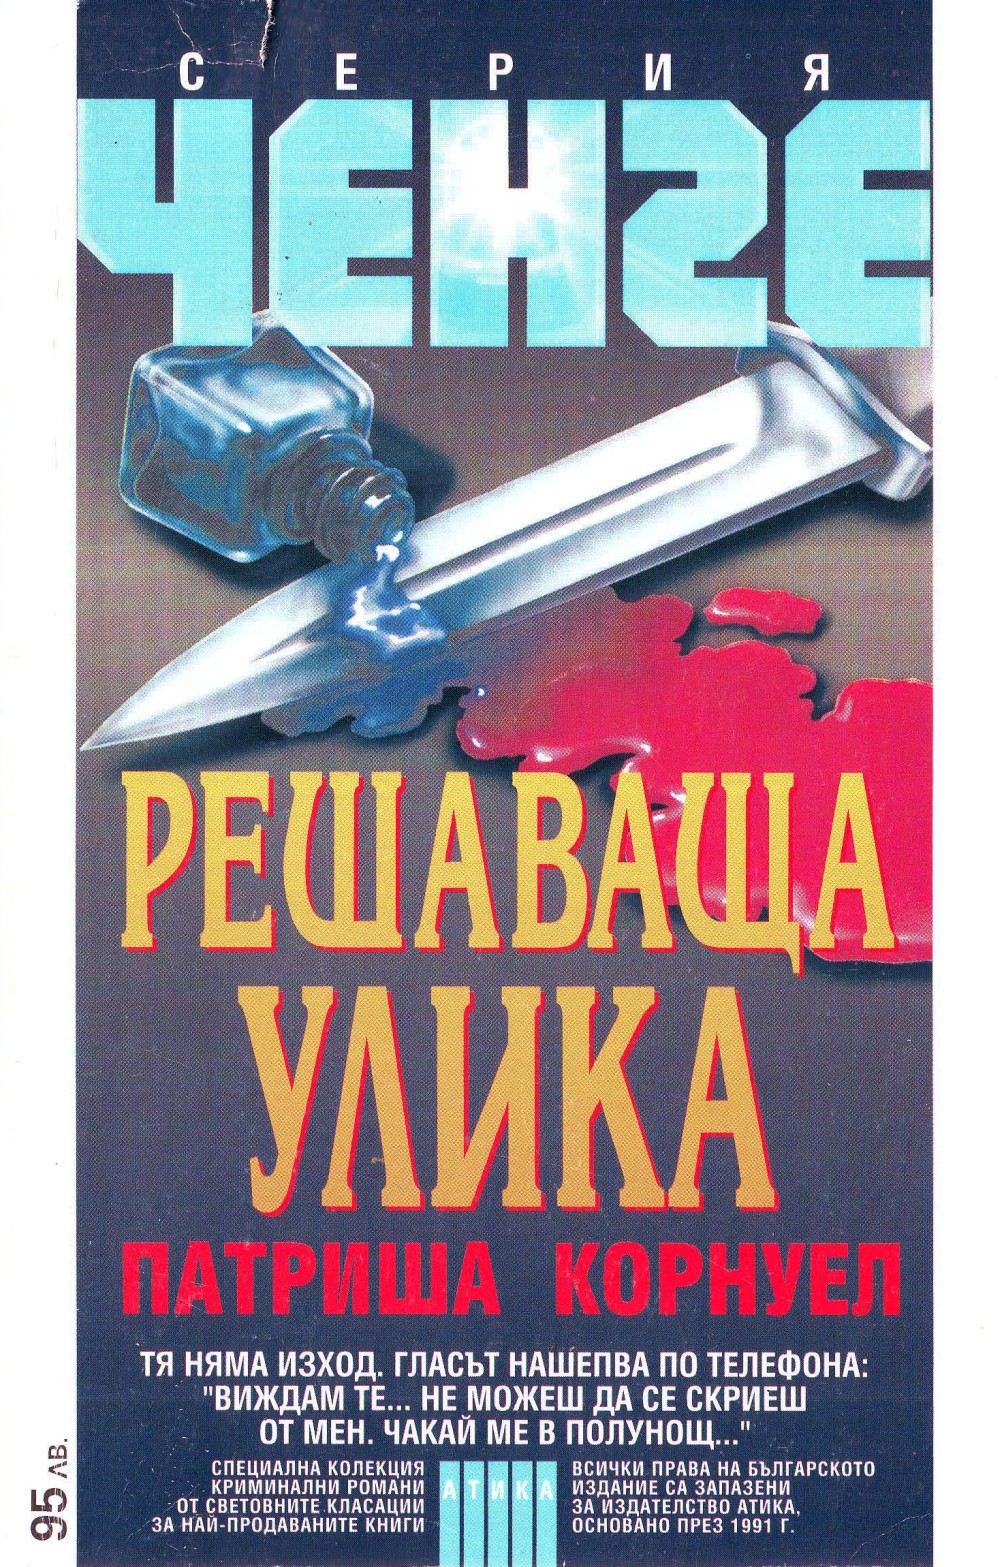 СЕРИЯ
ЧЕНГЕ
РЕШАВАЩА
УЛИКА
ПАТРИША КОРНУЕЛ
ТЯ НЯМА ИЗХОД. ГЛАСЪТ НАШЕПВА ПО ТЕЛЕФОНА:
"ВИЖДАМ ТЕ... НЕ МОЖЕШ ДА СЕ СКРИЕШ
ОТ МЕН. ЧАКАЙ МЕ В ПОЛУНОЩ..."
СПЕЦИАЛНА КОЛЕКЦИЯ
КРИМИНАЛНИ РОМАНИ
ОТ СВЕТОВНИТЕ КЛАСАЦИИ
ЗА НАЙ-ПРОДАВАНИТЕ КНИГИ
АТИКА
ВСИЧКИ ПРАВА НА БЪЛГАРСКОТО
ИЗДАНИЕ СА ЗАПАЗЕНИ
ЗА ИЗДАТЕЛСТВО АТИКА,
ОСНОВАНО ПРЕЗ 1991 Г.
95 ЛВ.